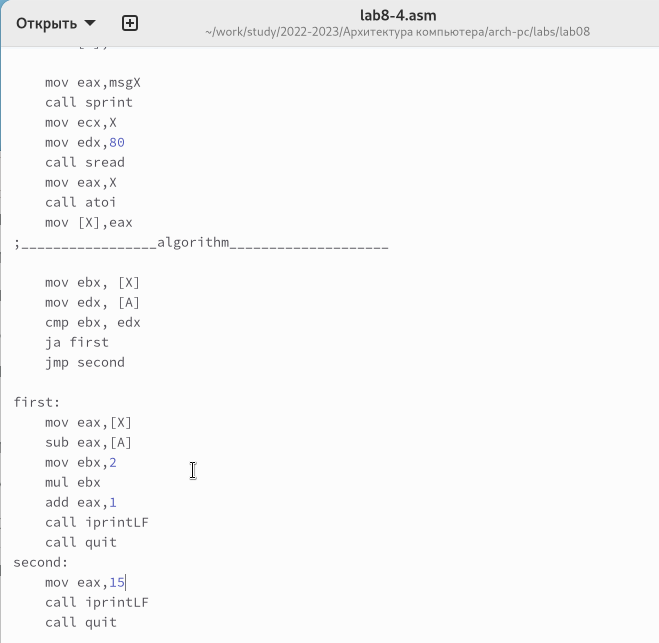 Открыть
lab8-4.asm
~/work/study/2022-2023/Архитектура компьютера/arch-pc/labs/lab08
mov eax,msgX
call sprint
mov ecx,X
mov edx,80
call sread
mov eax,X
call atoi
mov [X],eax
;_________________algorithm____________________
mov ebx, [X]
mov edx, [A]
cmp ebx, edx
ja first
jmp second
first:
mov eax,[X]
sub eax,[A]
mov ebx,2
mul ebx
add eax,1
call iprintLF
call quit
second:
mov eax,15
call iprintLF
call quit